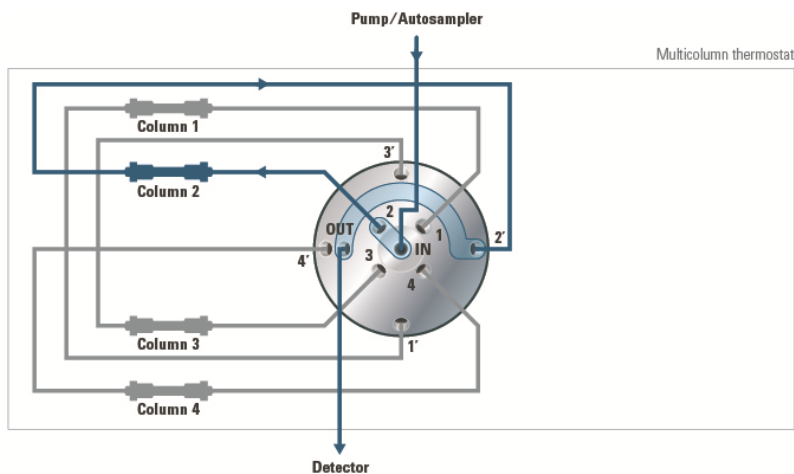 Pump/Autosampler
Multicolumn thermostat
Column 1
3′
Column 2
2
1
2′
OUT
IN
4′
3
4
Column 3
1′
Column 4
Detector